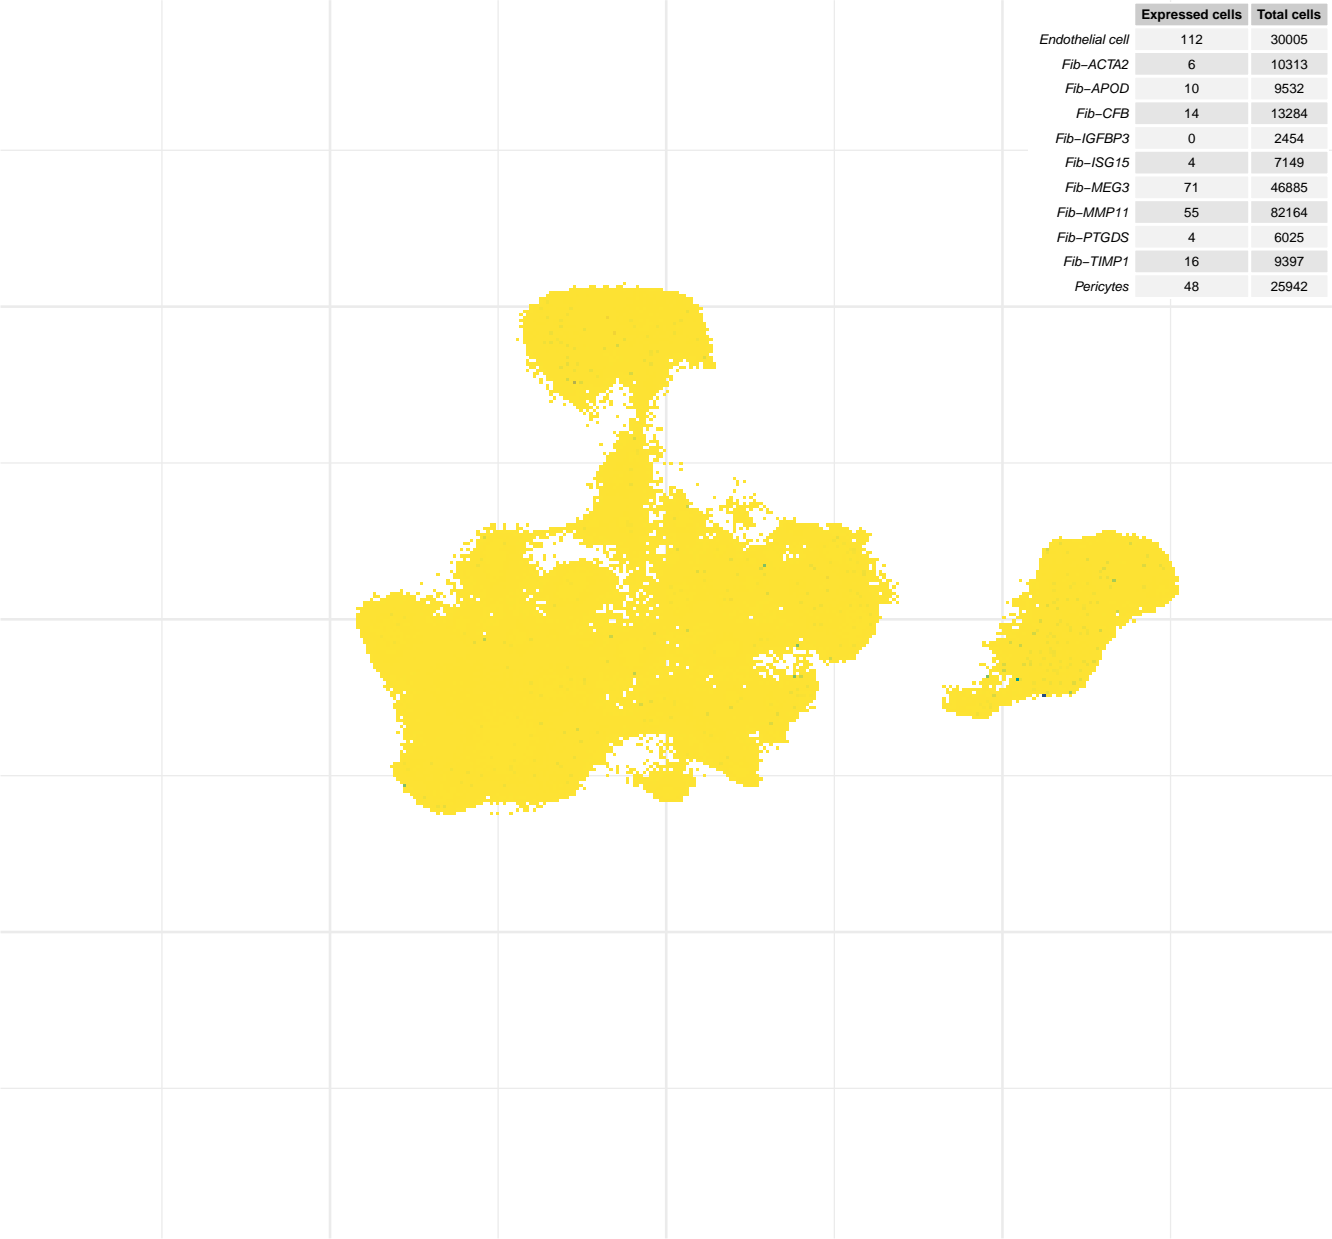 Expressed cells Total cells
Endothelial cell 112 30005
Fib−ACTA2 6 10313
Fib−APOD 10 9532
Fib−CFB 14 13284
Fib−IGFBP3 0 2454
Fib−ISG15 4 7149
Fib−MEG3 71 46885
Fib−MMP11 55 82164
Fib−PTGDS 4 6025
Fib−TIMP1 16 9397
Pericytes 48 25942